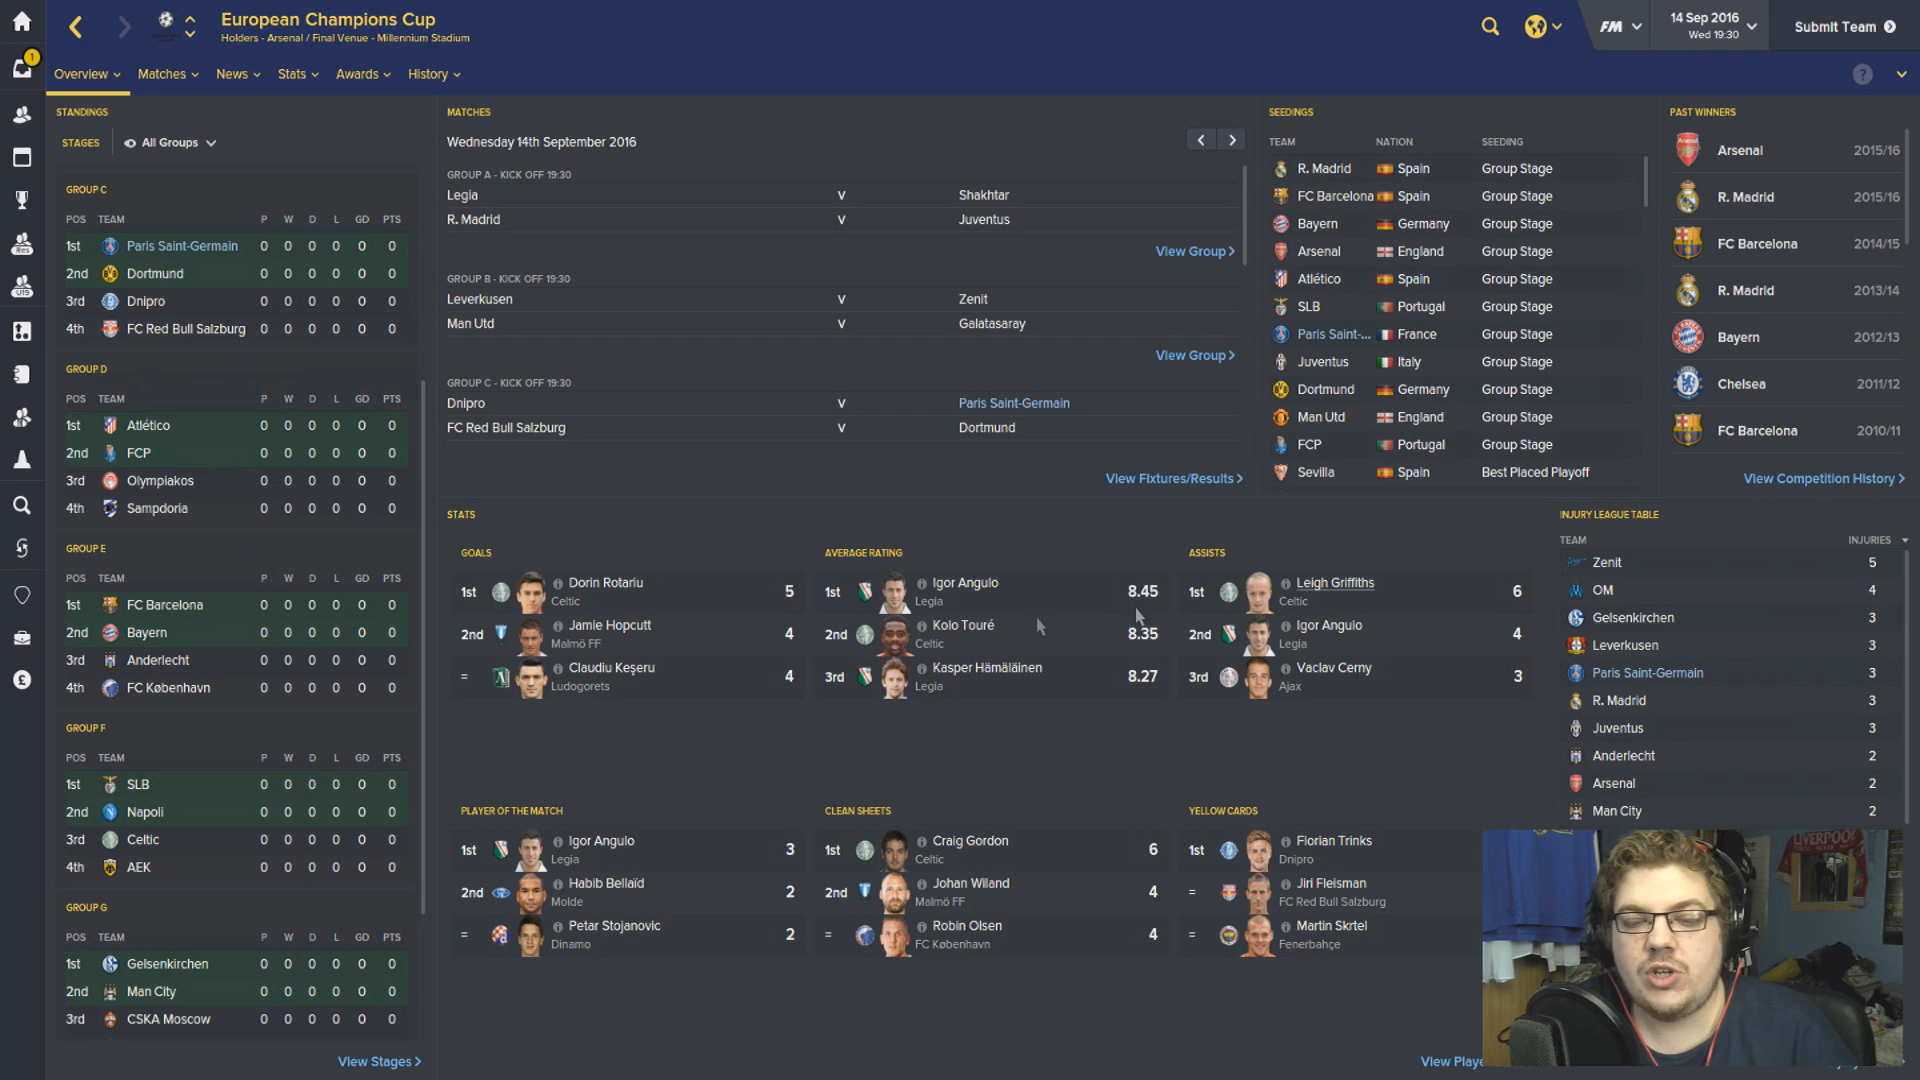 European Champions Cup
Holders - Arsenal / Final Venue - Millennium Stadium
FM
14 Sep 2016
Wed 19:30
Submit Team
1
Overview
Matches
News
Stats
Awards
History
?
STANDINGS
STAGES
All Groups
GROUP C
POS TEAM P W D L GD PTS
1st Paris Saint-Germain 0 0 0 0 0 0
2nd Dortmund 0 0 0 0 0 0
3rd Dnipro 0 0 0 0 0 0
4th FC Red Bull Salzburg 0 0 0 0 0 0
GROUP D
POS TEAM P W D L GD PTS
1st Atlético 0 0 0 0 0 0
2nd FCP 0 0 0 0 0 0
3rd Olympiakos 0 0 0 0 0 0
4th Sampdoria 0 0 0 0 0 0
GROUP E
POS TEAM P W D L GD PTS
1st FC Barcelona 0 0 0 0 0 0
2nd Bayern 0 0 0 0 0 0
3rd Anderlecht 0 0 0 0 0 0
4th FC København 0 0 0 0 0 0
GROUP F
POS TEAM P W D L GD PTS
1st SLB 0 0 0 0 0 0
2nd Napoli 0 0 0 0 0 0
3rd Celtic 0 0 0 0 0 0
4th AEK 0 0 0 0 0 0
GROUP G
POS TEAM P W D L GD PTS
1st Gelsenkirchen 0 0 0 0 0 0
2nd Man City 0 0 0 0 0 0
3rd CSKA Moscow 0 0 0 0 0 0
View Stages
MATCHES
Wednesday 14th September 2016
GROUP A - KICK OFF 19:30
Legia V Shakhtar
R. Madrid V Juventus
View Group
GROUP B - KICK OFF 19:30
Leverkusen V Zenit
Man Utd V Galatasaray
View Group
GROUP C - KICK OFF 19:30
Dnipro V Paris Saint-Germain
FC Red Bull Salzburg V Dortmund
View Fixtures/Results
SEEDINGS
TEAM NATION SEEDING
R. Madrid Spain Group Stage
FC Barcelona Spain Group Stage
Bayern Germany Group Stage
Arsenal England Group Stage
Atlético Spain Group Stage
SLB Portugal Group Stage
Paris Saint-... France Group Stage
Juventus Italy Group Stage
Dortmund Germany Group Stage
Man Utd England Group Stage
FCP Portugal Group Stage
Sevilla Spain Best Placed Playoff
PAST WINNERS
Arsenal 2015/16
R. Madrid 2015/16
FC Barcelona 2014/15
R. Madrid 2013/14
Bayern 2012/13
Chelsea 2011/12
FC Barcelona 2010/11
View Competition History
STATS
GOALS
1st Dorin Rotariu 5
Celtic
2nd Jamie Hopcutt 4
Malmö FF
= Claudiu Keşeru 4
Ludogorets
AVERAGE RATING
1st Igor Angulo 8.45
Legia
2nd Kolo Touré 8.35
Celtic
3rd Kasper Hämäläinen 8.27
Legia
ASSISTS
1st Leigh Griffiths 6
Celtic
2nd Igor Angulo 4
Legia
3rd Vaclav Cerny 3
Ajax
PLAYER OF THE MATCH
1st Igor Angulo 3
Legia
2nd Habib Bellaïd 2
Molde
= Petar Stojanovic 2
Dinamo
CLEAN SHEETS
1st Craig Gordon 6
Celtic
2nd Johan Wiland 4
Malmö FF
= Robin Olsen 4
FC København
YELLOW CARDS
1st Florian Trinks
Dnipro
= Jiri Fleisman
FC Red Bull Salzburg
= Martin Skrtel
Fenerbahçe
INJURY LEAGUE TABLE
TEAM INJURIES
Zenit 5
OM 4
Gelsenkirchen 3
Leverkusen 3
Paris Saint-Germain 3
R. Madrid 3
Juventus 3
Anderlecht 2
Arsenal 2
Man City 2
LIVERPOOL